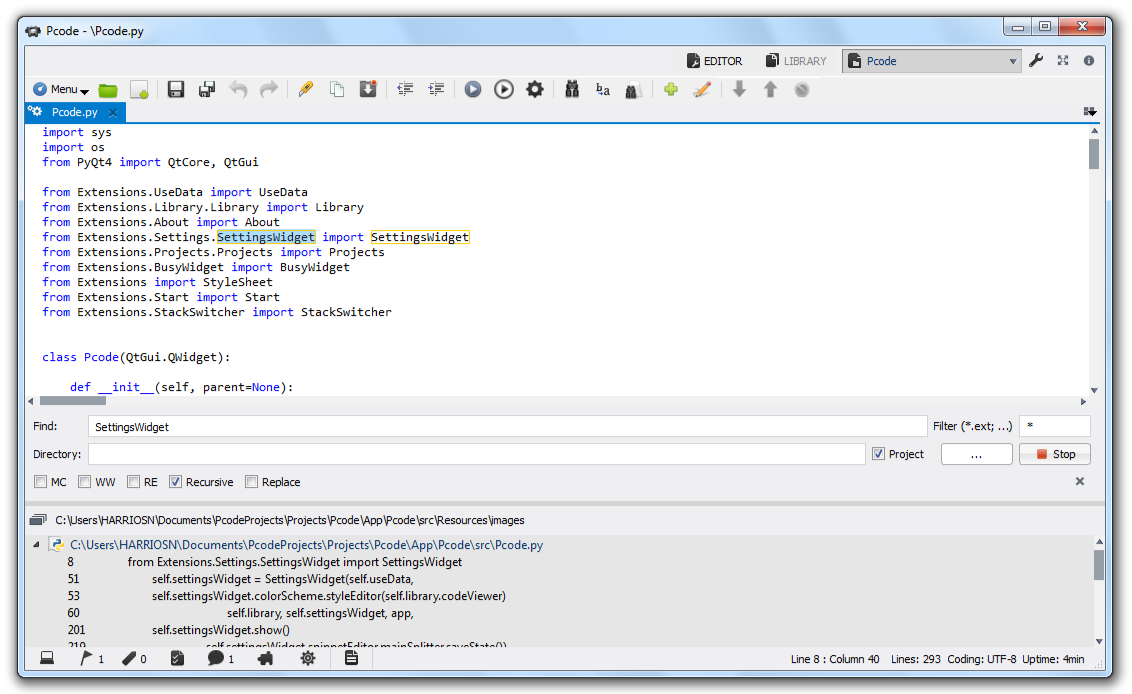 Pcode - \Pcode.py
EDITOR LIBRARY Pcode
Menu
Pcode.py
import sys
import os
from PyQt4 import QtCore, QtGui
from Extensions.UseData import UseData
from Extensions.Library.Library import Library
from Extensions.About import About
from Extensions.Settings.SettingsWidget import SettingsWidget
from Extensions.Projects.Projects import Projects
from Extensions.BusyWidget import BusyWidget
from Extensions import StyleSheet
from Extensions.Start import Start
from Extensions.StackSwitcher import StackSwitcher
class Pcode(QtGui.QWidget):
def __init__(self, parent=None):
Find: SettingsWidget Filter (*.ext; ...) *
Directory: Project ... Stop
MC WW RE Recursive Replace
C:\Users\HARRIOSN\Documents\PcodeProjects\Projects\Pcode\App\Pcode\src\Resources\images
C:\Users\HARRIOSN\Documents\PcodeProjects\Projects\Pcode\App\Pcode\src\Pcode.py
8 from Extensions.Settings.SettingsWidget import SettingsWidget
51 self.settingsWidget = SettingsWidget(self.useData,
53 self.settingsWidget.colorScheme.styleEditor(self.library.codeViewer)
60 self.library, self.settingsWidget, app,
201 self.settingsWidget.show()
219 self.settingsWidget.snippetEditor.mainSplitter.saveState())
1 0 1 Line 8 : Column 40 Lines: 293 Coding: UTF-8 Uptime: 4min